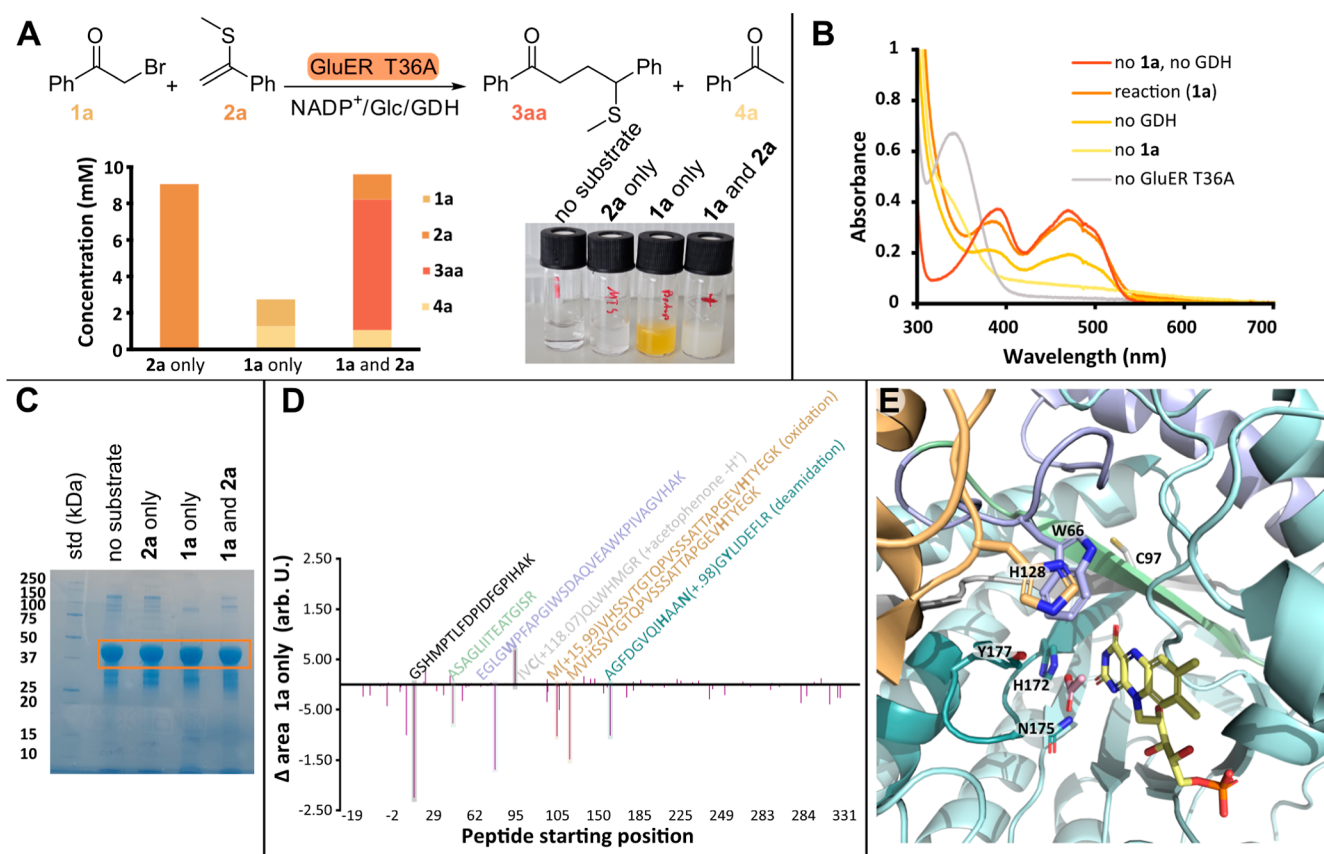 A
O
Ph
Br
1a
+
S
Ph
2a
GluER T36A
NADP+/Glc/GDH
O
Ph
Ph
S
3aa
+
O
Ph
4a
Concentration (mM)
10
8
6
4
2
0
2a only
1a only
1a and 2a
1a
2a
3aa
4a
no substrate
2a only
1a only
1a and 2a
MTS
+
B
Absorbance
1
0.8
0.6
0.4
0.2
0
300
400
500
600
700
Wavelength (nm)
no 1a, no GDH
reaction (1a)
no GDH
no 1a
no GluER T36A
C
std (kDa)
no substrate
2a only
1a only
1a and 2a
250
150
100
75
50
37
25
20
15
10
D
Δ area 1a only (arb. U.)
2.50
1.50
5.00
-5.00
-1.50
-2.50
GSHMPTLFDPIDFGPIHAK
ASAGLIITEATGISR
EGLGWPFAPGIWSDAQVEAWKPIVAGVHAK
IVC(+118.07)QLWHMGR (+acetophenone -H+)
M(+15.99)VHSSVTGTQPVSSSATTAPGEVHTYEGK (oxidation)
MVHSSVTGTQPVSSSATTAPGEVHTYEGK
AGFDGVQIHAAN(+.98)GYLIDEFLR (deamidation)
-19
-2
29
62
95
105
150
185
225
249
283
284
331
Peptide starting position
E
W66
C97
H128
Y177
H172
N175